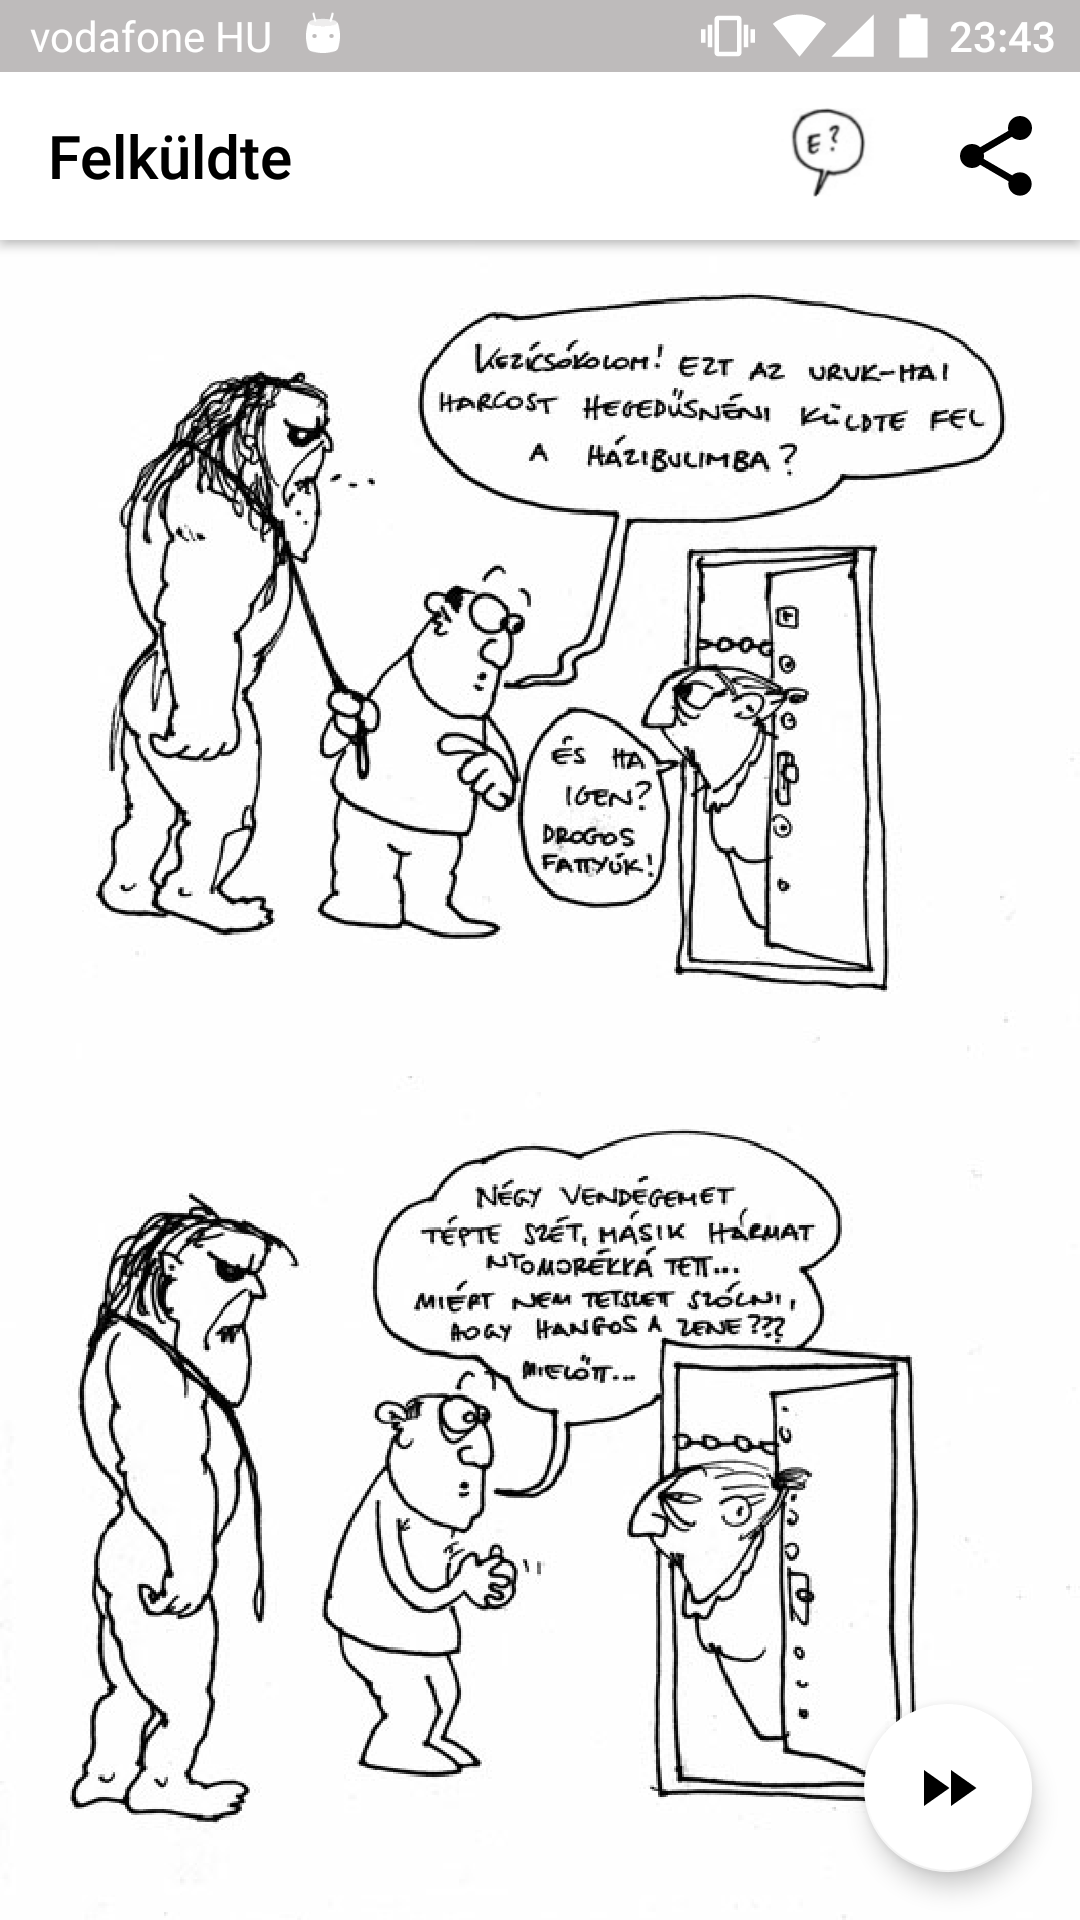 vodafone HU
23:43
Felküldte
E?
KEZICSÓKOLOM! EZT AZ URUK-HAI
HARCOST HEGEDŰSNÉNI KÜLDTE FEL
A HÁZIBULIMBA?
ÉS HA
IGEN?
DROGOS
FATTYÚK!
NÉGY VENDÉGEMET
TÉPTE SZÉT, MÁSIK HÁRMAT
NYOMORÉKKÁ TETT...
MIÉRT NEM TETSZETT SZÓLNI,
HOGY HANGOS A ZENE???
MIELŐTT...